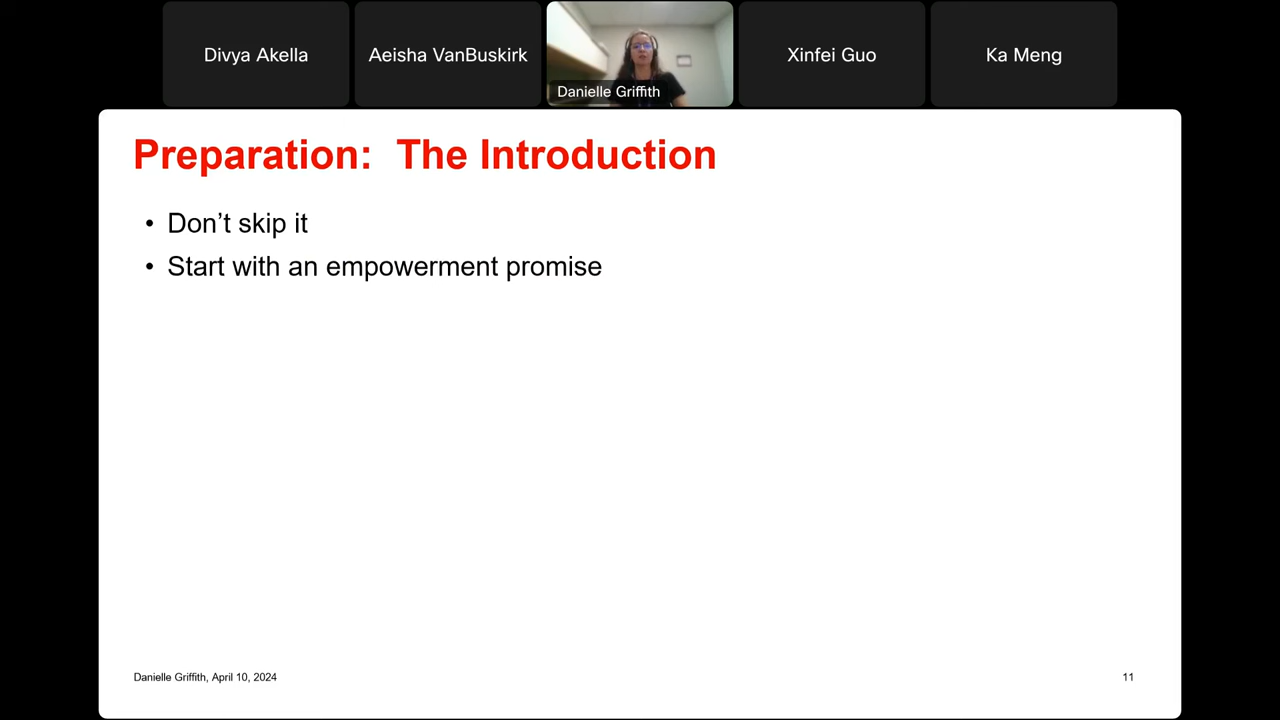 Divya Akella
Aeisha VanBuskirk
Danielle Griffith
Xinfei Guo
Ka Meng
Preparation: The Introduction
• Don't skip it
• Start with an empowerment promise
Danielle Griffith, April 10, 2024
11